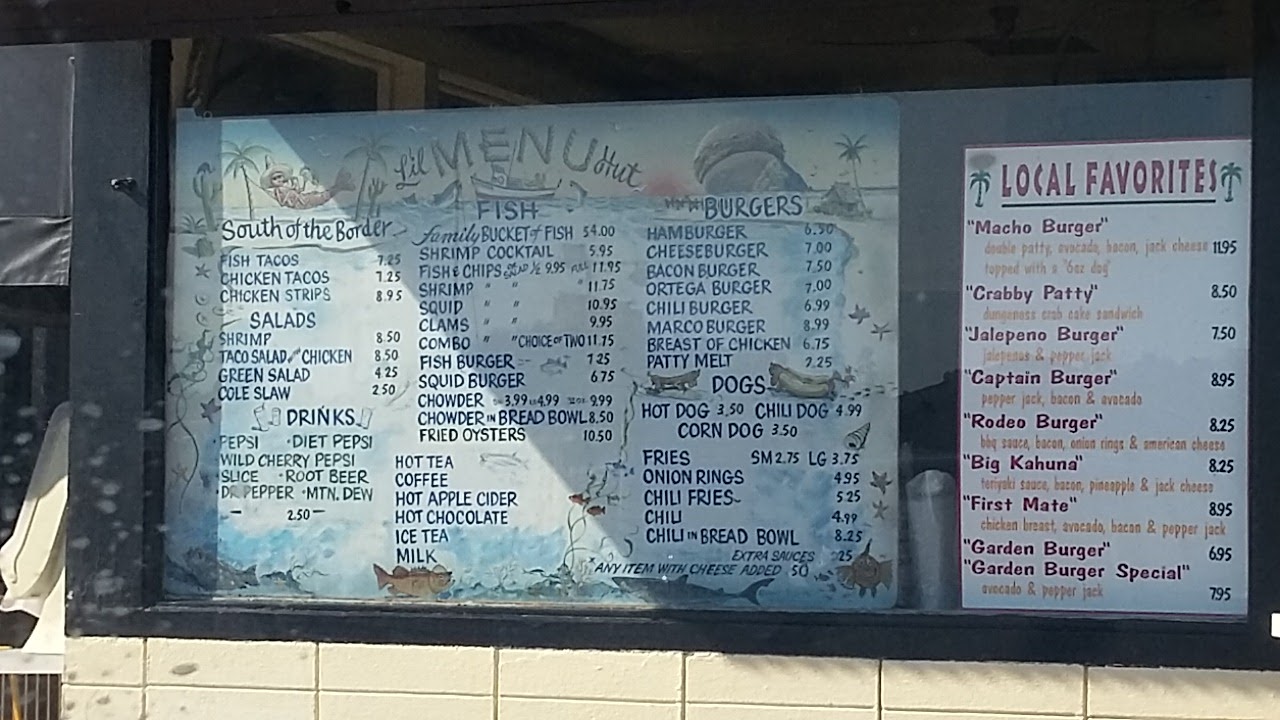 Li'l MENU Hut
South of the Border
FISH TACOS 7.25
CHICKEN TACOS 7.25
CHICKEN STRIPS 8.95
SALADS
SHRIMP 8.50
TACO SALAD CHICKEN 8.50
GREEN SALAD 4.25
COLE SLAW 2.50
DRINKS
PEPSI • DIET PEPSI
WILD CHERRY PEPSI
SLICE • ROOT BEER
DR. PEPPER • MTN. DEW
- 2.50 -
FISH
Family BUCKET of FISH 54.00
SHRIMP COCKTAIL 5.95
FISH & CHIPS 1/2 9.95 FULL 11.95
SHRIMP " " " 11.75
SQUID " " 10.95
CLAMS " " 9.95
COMBO " " CHOICE OF TWO 11.75
FISH BURGER 7.25
SQUID BURGER 6.75
CHOWDER 3.99 4.99 9.99
CHOWDER IN BREAD BOWL 8.50
FRIED OYSTERS 10.50
HOT TEA
COFFEE
HOT APPLE CIDER
HOT CHOCOLATE
ICE TEA
MILK
BURGERS
HAMBURGER 6.50
CHEESEBURGER 7.00
BACON BURGER 7.50
ORTEGA BURGER 7.00
CHILI BURGER 6.99
MARCO BURGER 8.99
BREAST OF CHICKEN 6.75
PATTY MELT 7.25
DOGS
HOT DOG 3.50 CHILI DOG 4.99
CORN DOG 3.50
FRIES SM 2.75 LG 3.75
ONION RINGS 4.95
CHILI FRIES 5.25
CHILI 4.99
CHILI IN BREAD BOWL 8.25
EXTRA SAUCES .25
*ANY ITEM WITH CHEESE ADDED .50
LOCAL FAVORITES
"Macho Burger"
double patty, avocado, bacon, jack cheese 11.95
topped with a "6oz dog"
"Crabby Patty" 8.50
dungeness crab cake sandwich
"Jalepeno Burger" 7.50
jalepenos & pepper jack
"Captain Burger" 8.95
pepper jack, bacon & avocado
"Rodeo Burger" 8.25
bbq sauce, bacon, onion rings & american cheese
"Big Kahuna" 8.25
teriyaki sauce, bacon, pineapple & jack cheese
"First Mate" 8.95
chicken breast, avocado, bacon & pepper jack
"Garden Burger" 6.95
"Garden Burger Special"
avocado & pepper jack 7.95